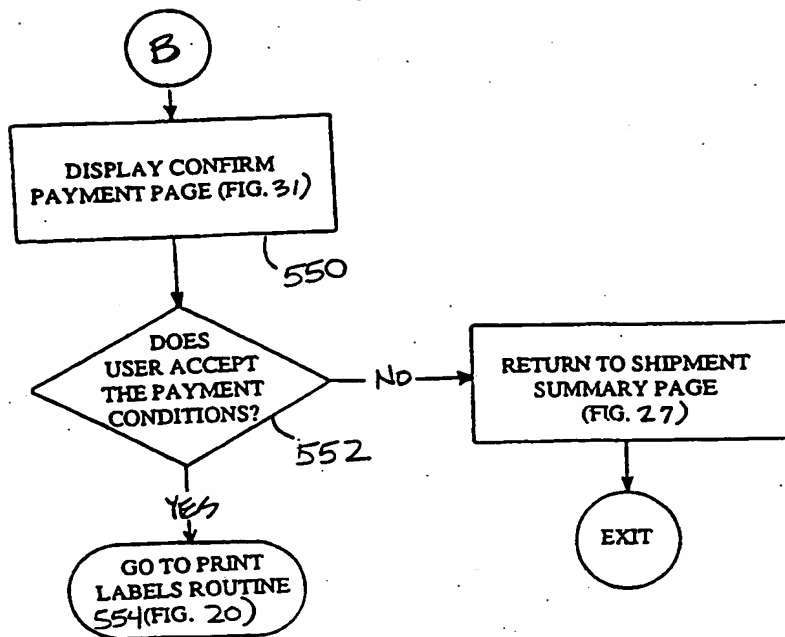 B
DISPLAY CONFIRM
PAYMENT PAGE (FIG. 31)
550
DOES
USER ACCEPT
THE PAYMENT
CONDITIONS?
552
NO
RETURN TO SHIPMENT
SUMMARY PAGE
(FIG. 27)
YES
GO TO PRINT
LABELS ROUTINE
554 (FIG. 20)
EXIT